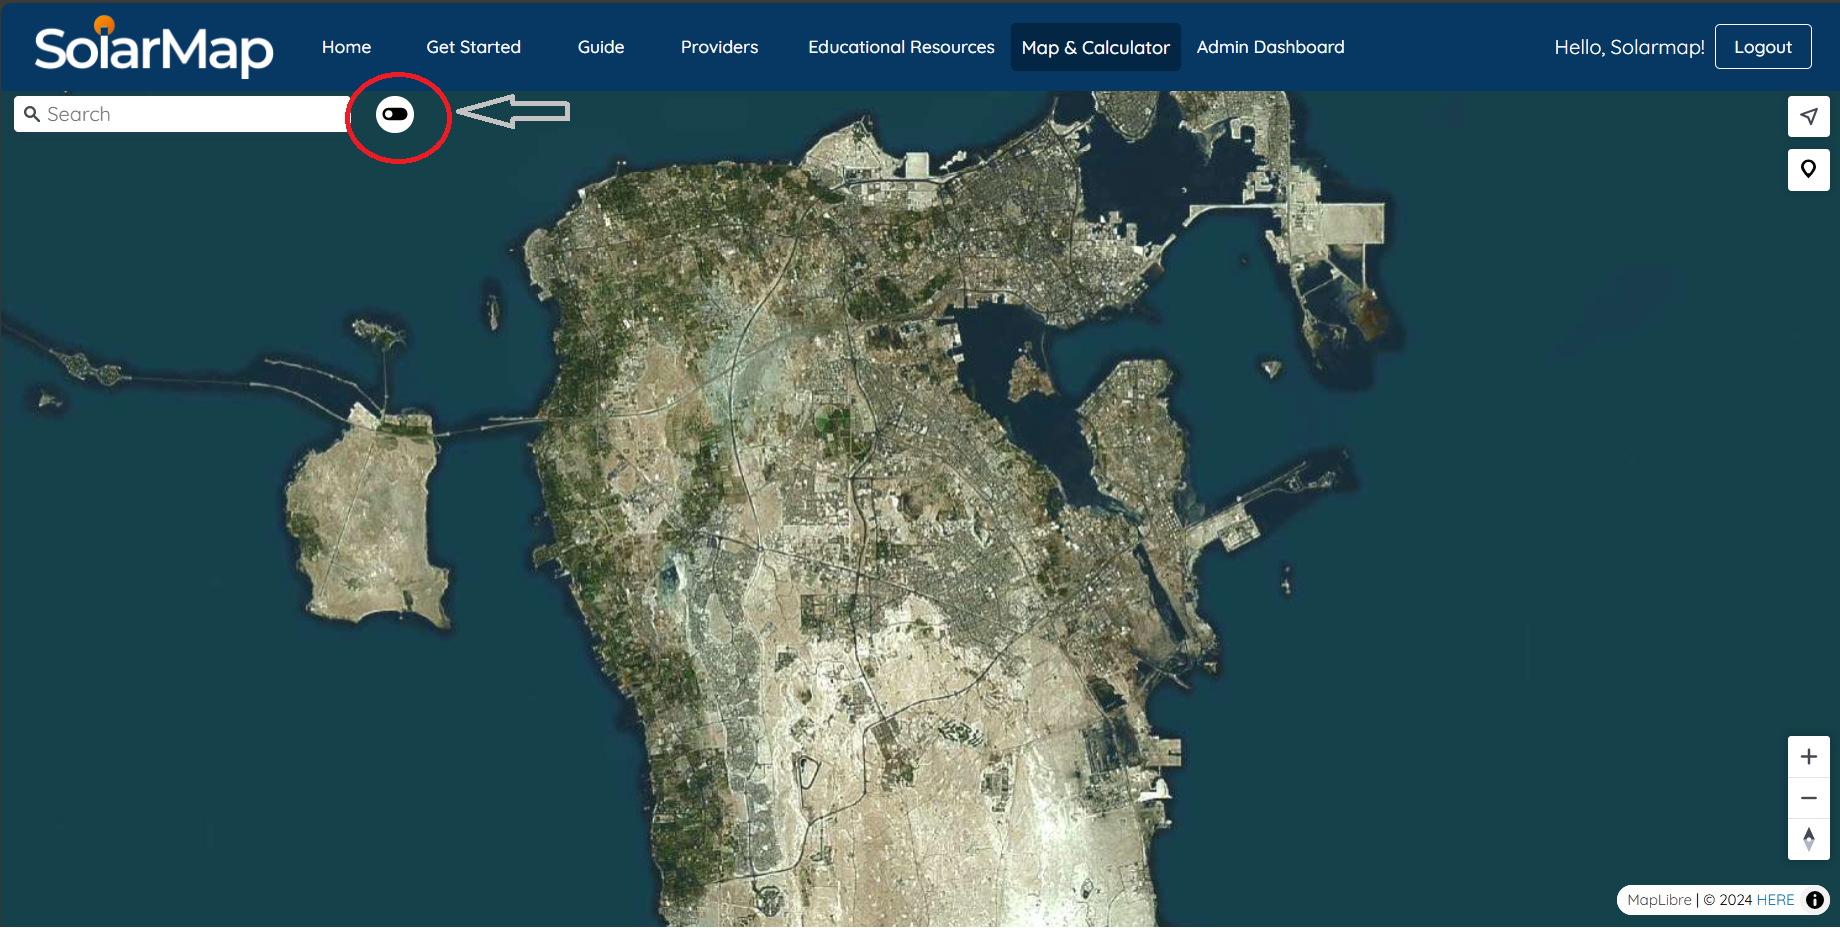 SolarMap
Home Get Started Guide Providers Educational Resources Map & Calculator Admin Dashboard Hello, Solarmap! Logout
Search
MapLibre | © 2024 HERE